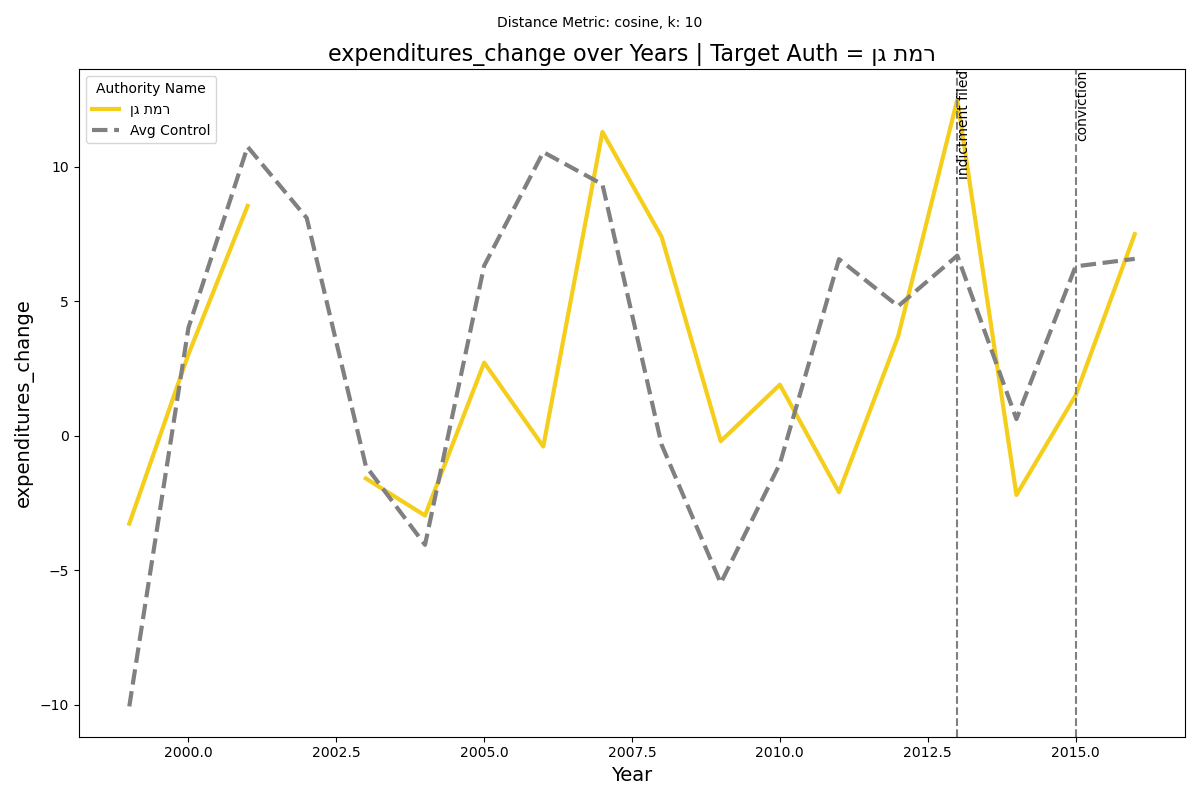 Distance Metric: cosine, k: 10
expenditures_change over Years | Target Auth = רמת גן
Authority Name
רמת גן
Avg Control
indictment filed
conviction
expenditures_change
10
5
0
−5
−10
2000.0
2002.5
2005.0
2007.5
2010.0
2012.5
2015.0
Year